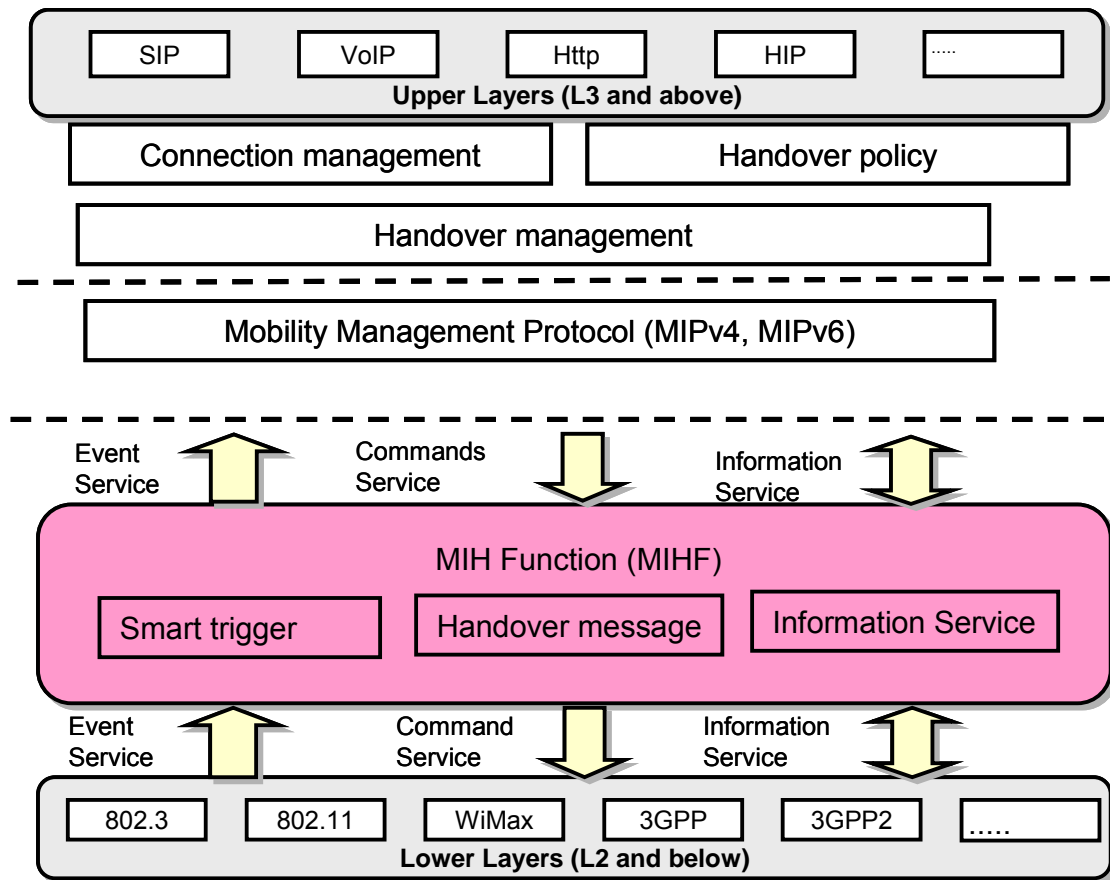 SIP VoIP Http HIP .....
Upper Layers (L3 and above)
Connection management Handover policy
Handover management
Mobility Management Protocol (MIPv4, MIPv6)
Event
Service
Commands
Service
Information
Service
MIH Function (MIHF)
Smart trigger Handover message Information Service
Event
Service
Command
Service
Information
Service
802.3 802.11 WiMax 3GPP 3GPP2 .....
Lower Layers (L2 and below)